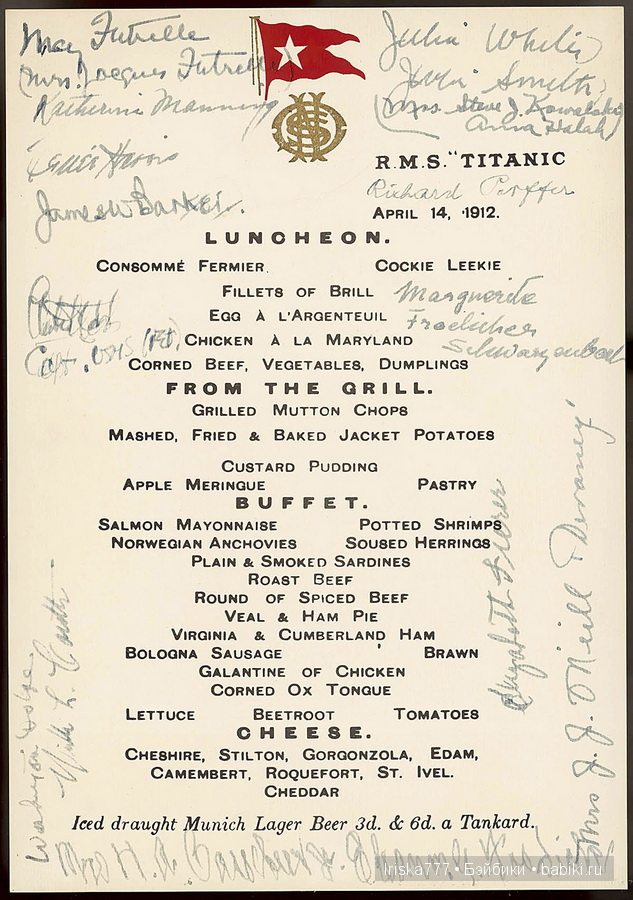 May Futrelle
(Mrs. Jacques Futrelle)
Katherine Manning
James W Barker.
Julia White
Smith
(Mrs. Steve J. Kowalski
Anna Halah)
R.M.S. "TITANIC
Richard
APRIL 14, 1912.
LUNCHEON.
CONSOMMÉ FERMIER. COCKIE LEEKIE
FILLETS OF BRILL
Marguerite
EGG À L'ARGENTEUIL
Froelicher
CHICKEN À LA MARYLAND
Schwarzenbach
CORNED BEEF, VEGETABLES, DUMPLINGS
FROM THE GRILL.
GRILLED MUTTON CHOPS
MASHED, FRIED & BAKED JACKET POTATOES
CUSTARD PUDDING
APPLE MERINGUE PASTRY
BUFFET.
SALMON MAYONNAISE POTTED SHRIMPS
NORWEGIAN ANCHOVIES SOUSED HERRINGS
PLAIN & SMOKED SARDINES
ROAST BEEF
ROUND OF SPICED BEEF
VEAL & HAM PIE
VIRGINIA & CUMBERLAND HAM
BOLOGNA SAUSAGE BRAWN
GALANTINE OF CHICKEN
CORNED OX TONGUE
LETTUCE BEETROOT TOMATOES
CHEESE.
CHESHIRE, STILTON, GORGONZOLA, EDAM,
CAMEMBERT, ROQUEFORT, ST. IVEL.
CHEDDAR
Iced draught Munich Lager Beer 3d. & 6d. a Tankard.
Washington Dodge
Elizabeth
Mrs J. J. O'Neill
Iriska777 - Бэйбики - babiki.ru